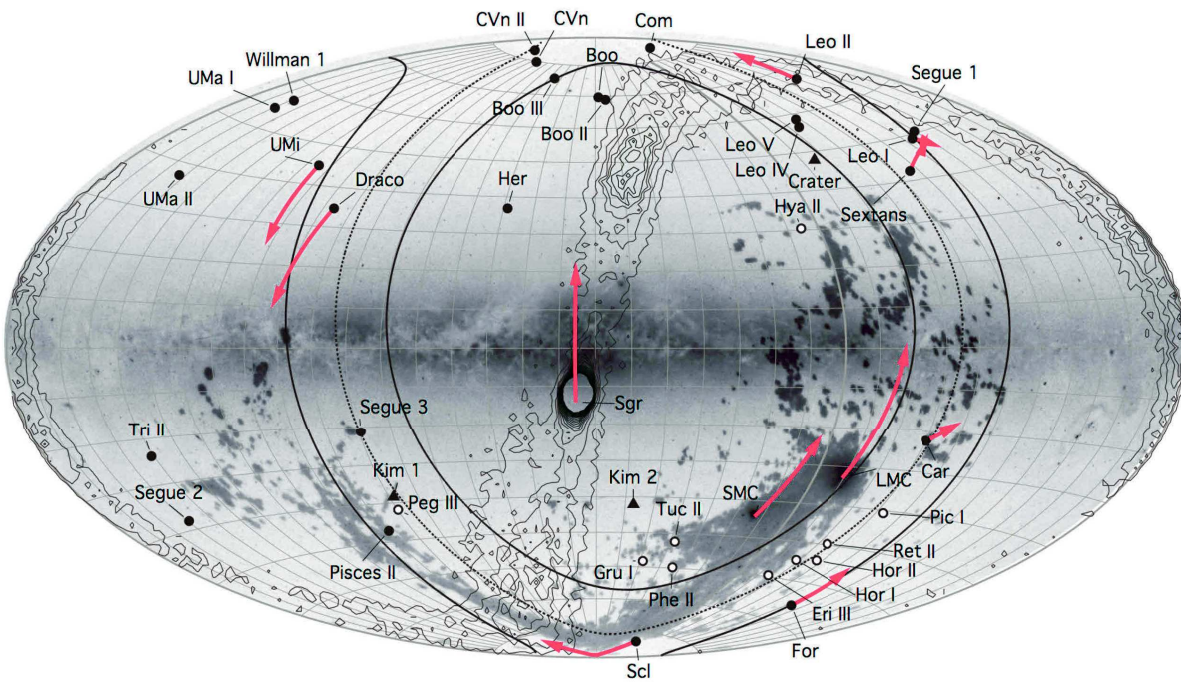 CVn II
CVn
Com
Boo
Leo II
Willman 1
UMa I
Segue 1
Boo III
Boo II
Leo V
Leo I
UMi
Leo IV
Crater
Draco
Her
UMa II
Hya II
Sextans
Sgr
Segue 3
Tri II
Kim 1
Kim 2
Car
LMC
SMC
Segue 2
Peg III
Tuc II
Pic I
Ret II
Pisces II
Gru I
Hor II
Phe II
Hor I
Eri III
For
Scl